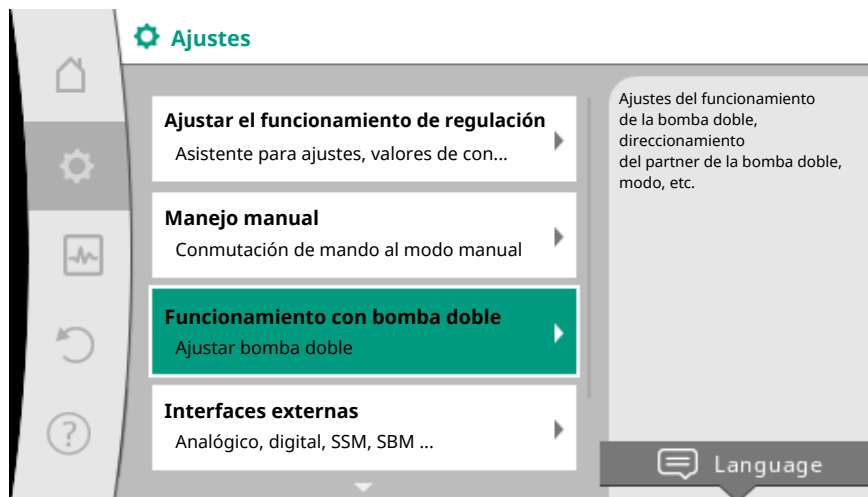 Ajustes
Ajustar el funcionamiento de regulación
Asistente para ajustes, valores de con...
Manejo manual
Conmutación de mando al modo manual
Funcionamiento con bomba doble
Ajustar bomba doble
Interfaces externas
Analógico, digital, SSM, SBM ...
Ajustes del funcionamiento
de la bomba doble,
direccionamiento
del partner de la bomba doble,
modo, etc.
Language